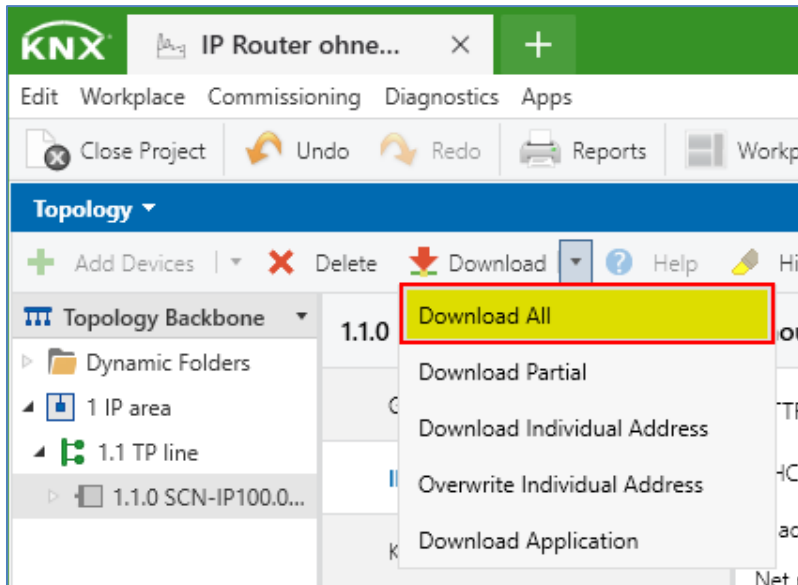 KNX IP Router ohne...
Edit Workplace Commissioning Diagnostics Apps
Close Project Undo Redo Reports
Topology
Add Devices Delete Download Help
Topology Backbone 1.1.0 Download All
Dynamic Folders Download Partial
1 IP area Download Individual Address
1.1 TP line Overwrite Individual Address
1.1.0 SCN-IP100.0... Download Application
Net